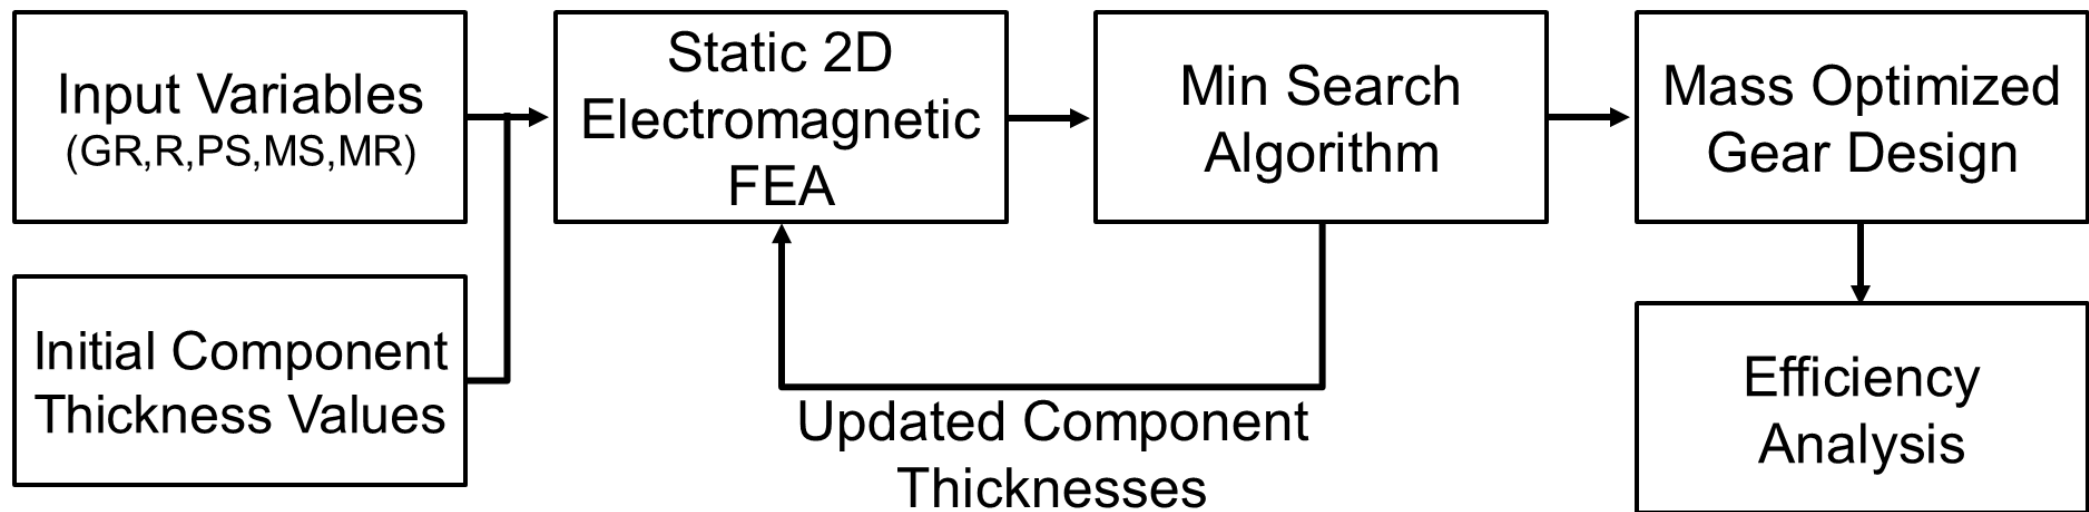 Input Variables
(GR,R,PS,MS,MR)
Initial Component
Thickness Values
Static 2D
Electromagnetic
FEA
Min Search
Algorithm
Updated Component
Thicknesses
Mass Optimized
Gear Design
Efficiency
Analysis